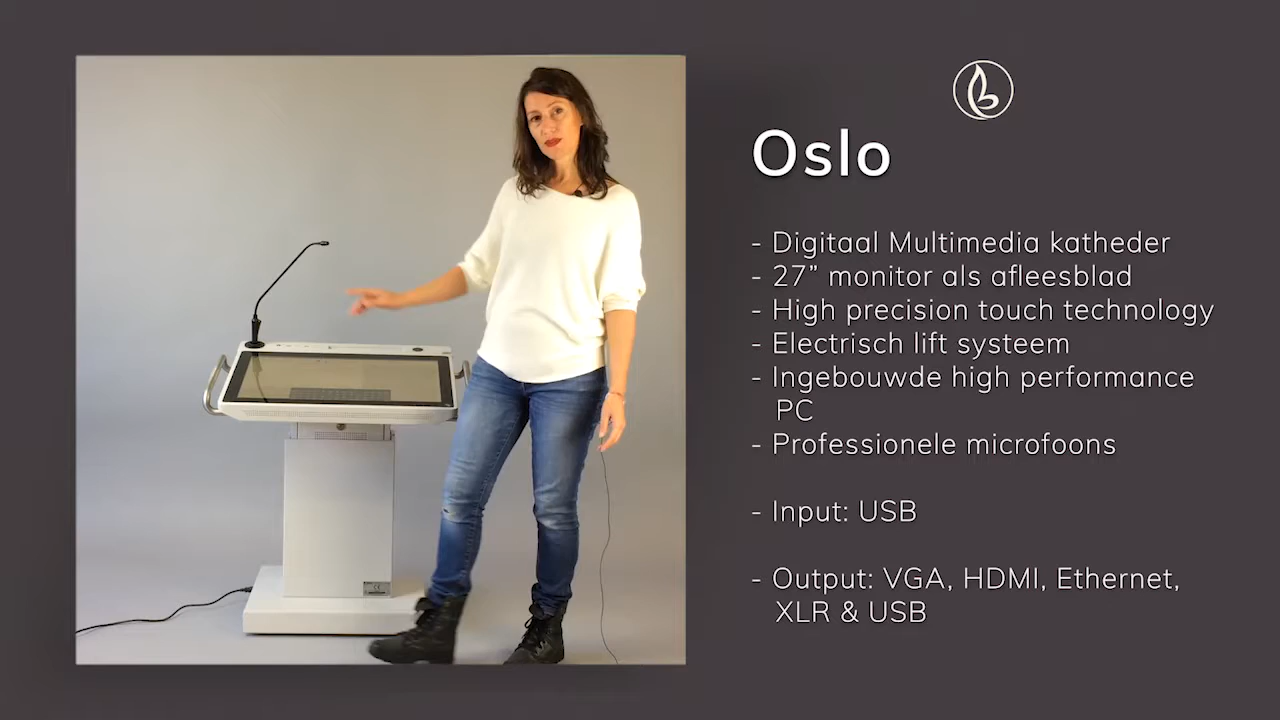 Oslo
- Digitaal Multimedia katheder
- 27” monitor als afleesblad
- High precision touch technology
- Electrisch lift systeem
- Ingebouwde high performance
PC
- Professionele microfoons
- Input: USB
- Output: VGA, HDMI, Ethernet,
XLR & USB